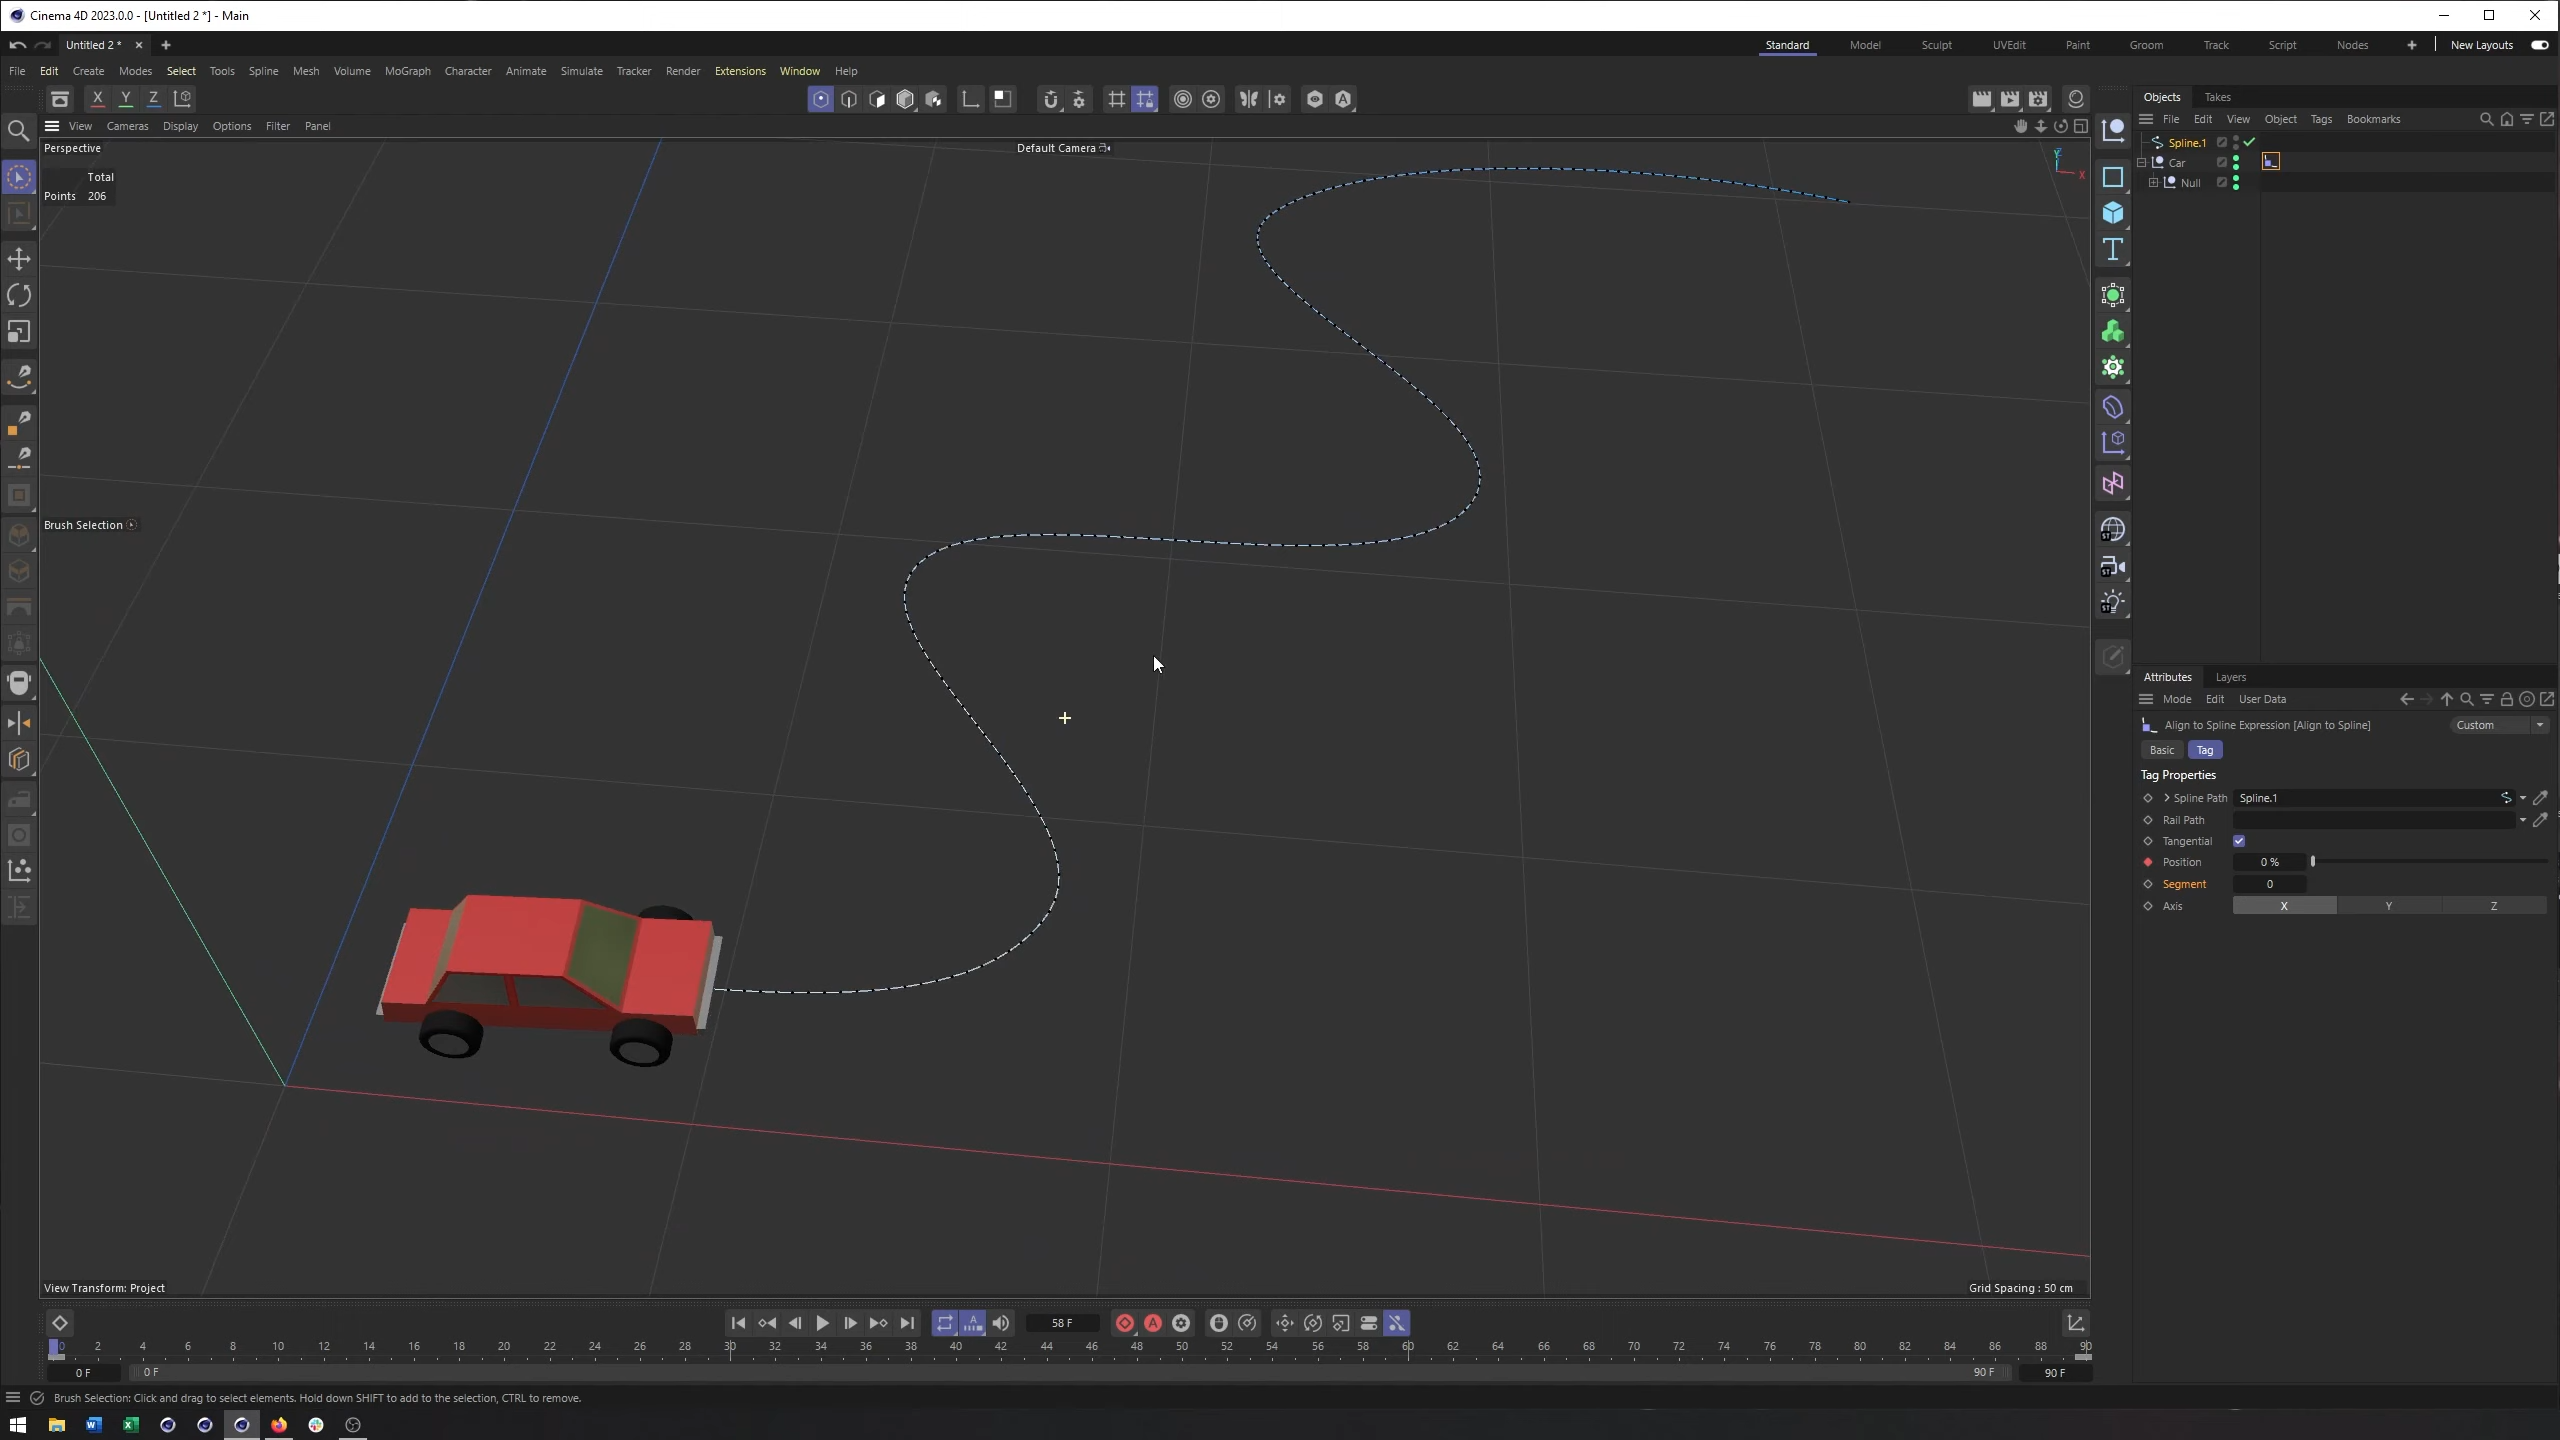 Cinema 4D 2023.0.0 - [Untitled 2 *] - Main
Untitled 2 *
Standard Model Sculpt UVEdit Paint Groom Track Script Nodes New Layouts
File Edit Create Modes Select Tools Spline Mesh Volume MoGraph Character Animate Simulate Tracker Render Extensions Window Help
X Y Z
View Cameras Display Options Filter Panel
Perspective
Default Camera
Total
Points 206
Brush Selection
View Transform: Project
Grid Spacing : 50 cm
Y
X
Objects Takes
File Edit View Object Tags Bookmarks
Spline.1
Car
Null
Attributes Layers
Mode Edit User Data
Align to Spline Expression [Align to Spline] Custom
Basic Tag
Tag Properties
Spline Path Spline.1
Rail Path
Tangential
Position 0 %
Segment 0
Axis X Y Z
58 F
0 2 4 6 8 10 12 14 16 18 20 22 24 26 28 30 32 34 36 38 40 42 44 46 48 50 52 54 56 58 60 62 64 66 68 70 72 74 76 78 80 82 84 86 88 90
0 F 0 F 90 F 90 F
Brush Selection: Click and drag to select elements. Hold down SHIFT to add to the selection, CTRL to remove.